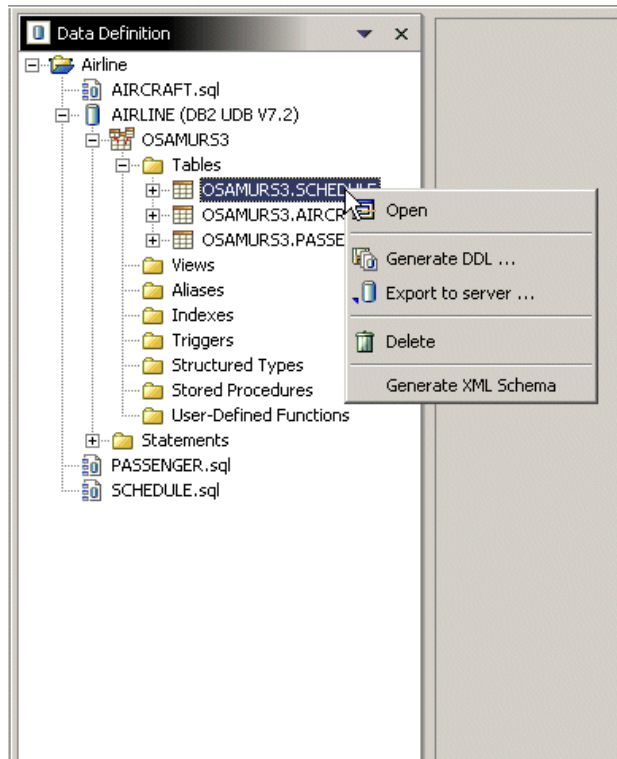 Data Definition
Airline
AIRCRAFT.sql
AIRLINE (DB2 UDB V7.2)
OSAMURS3
Tables
OSAMURS3.SCHEDULE
OSAMURS3.AIRCR
OSAMURS3.PASSE
Views
Aliases
Indexes
Triggers
Structured Types
Stored Procedures
User-Defined Functions
Statements
PASSENGER.sql
SCHEDULE.sql
Open
Generate DDL ...
Export to server ...
Delete
Generate XML Schema